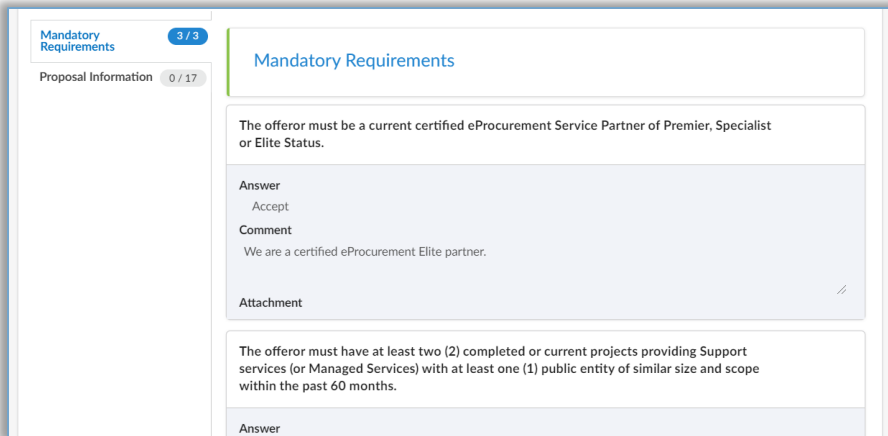 Mandatory
Requirements
3 / 3
Proposal Information
0 / 17
Mandatory Requirements
The offeror must be a current certified eProcurement Service Partner of Premier, Specialist
or Elite Status.
Answer
Accept
Comment
We are a certified eProcurement Elite partner.
Attachment
The offeror must have at least two (2) completed or current projects providing Support
services (or Managed Services) with at least one (1) public entity of similar size and scope
within the past 60 months.
Answer